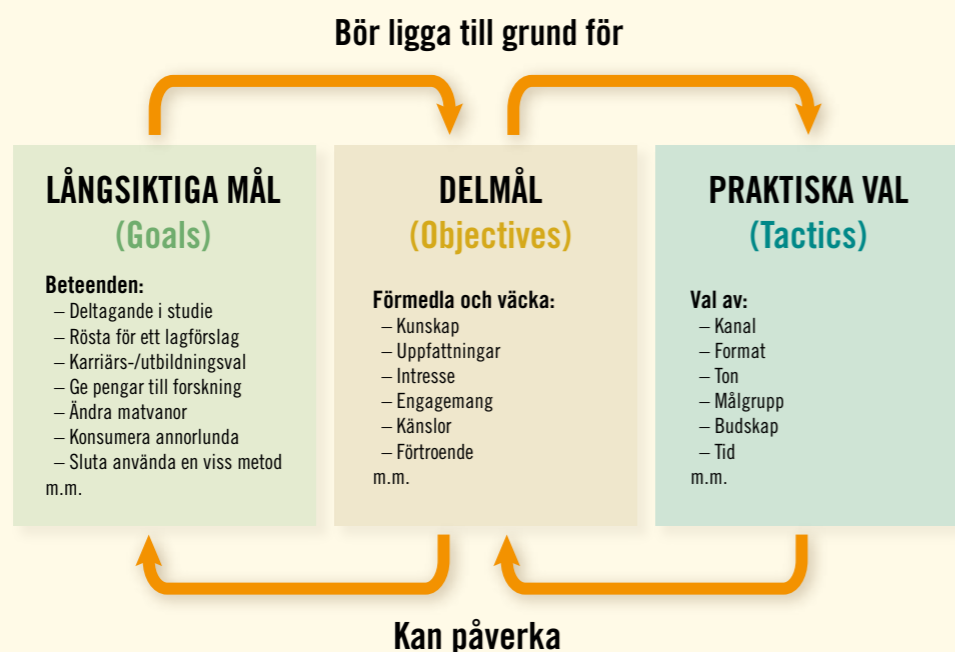 Bör ligga till grund för
LÅNGSIKTIGA MÅL
(Goals)
Beteenden:
– Deltagande i studie
– Rösta för ett lagförslag
– Karriärs-/utbildningsval
– Ge pengar till forskning
– Ändra matvanor
– Konsumera annorlunda
– Sluta använda en viss metod
m.m.
DELMÅL
(Objectives)
Förmedla och väcka:
– Kunskap
– Uppfattningar
– Intresse
– Engagemang
– Känslor
– Förtroende
m.m.
PRAKTISKA VAL
(Tactics)
Val av:
– Kanal
– Format
– Ton
– Målgrupp
– Budskap
– Tid
m.m.
Kan påverka